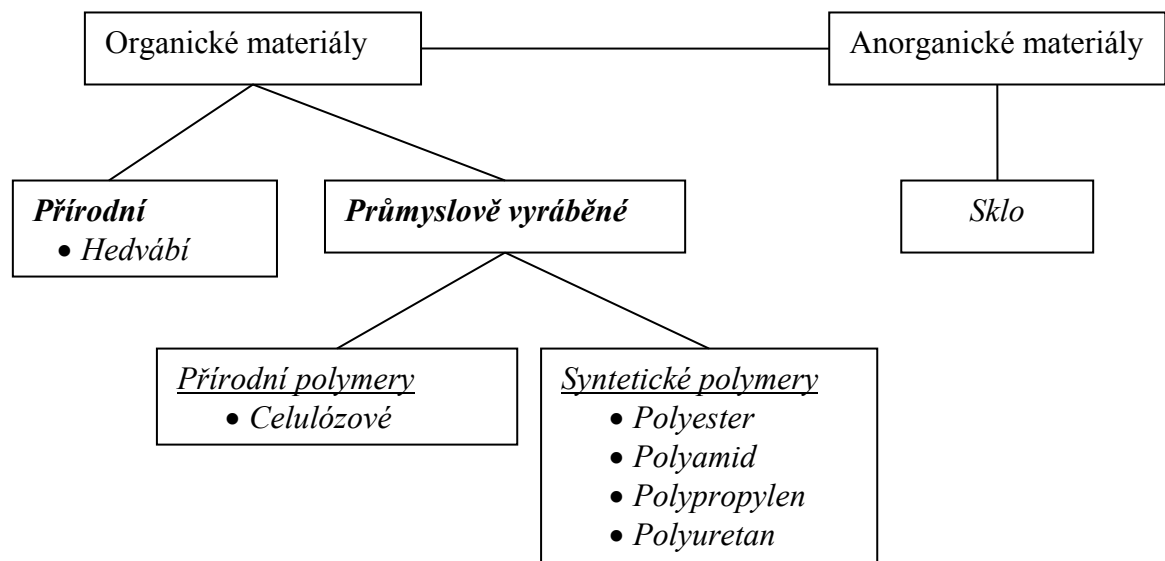 Organické materiály
Anorganické materiály
Přírodní
• Hedvábí
Průmyslově vyráběné
Sklo
Přírodní polymery
• Celulózové
Syntetické polymery
• Polyester
• Polyamid
• Polypropylen
• Polyuretan